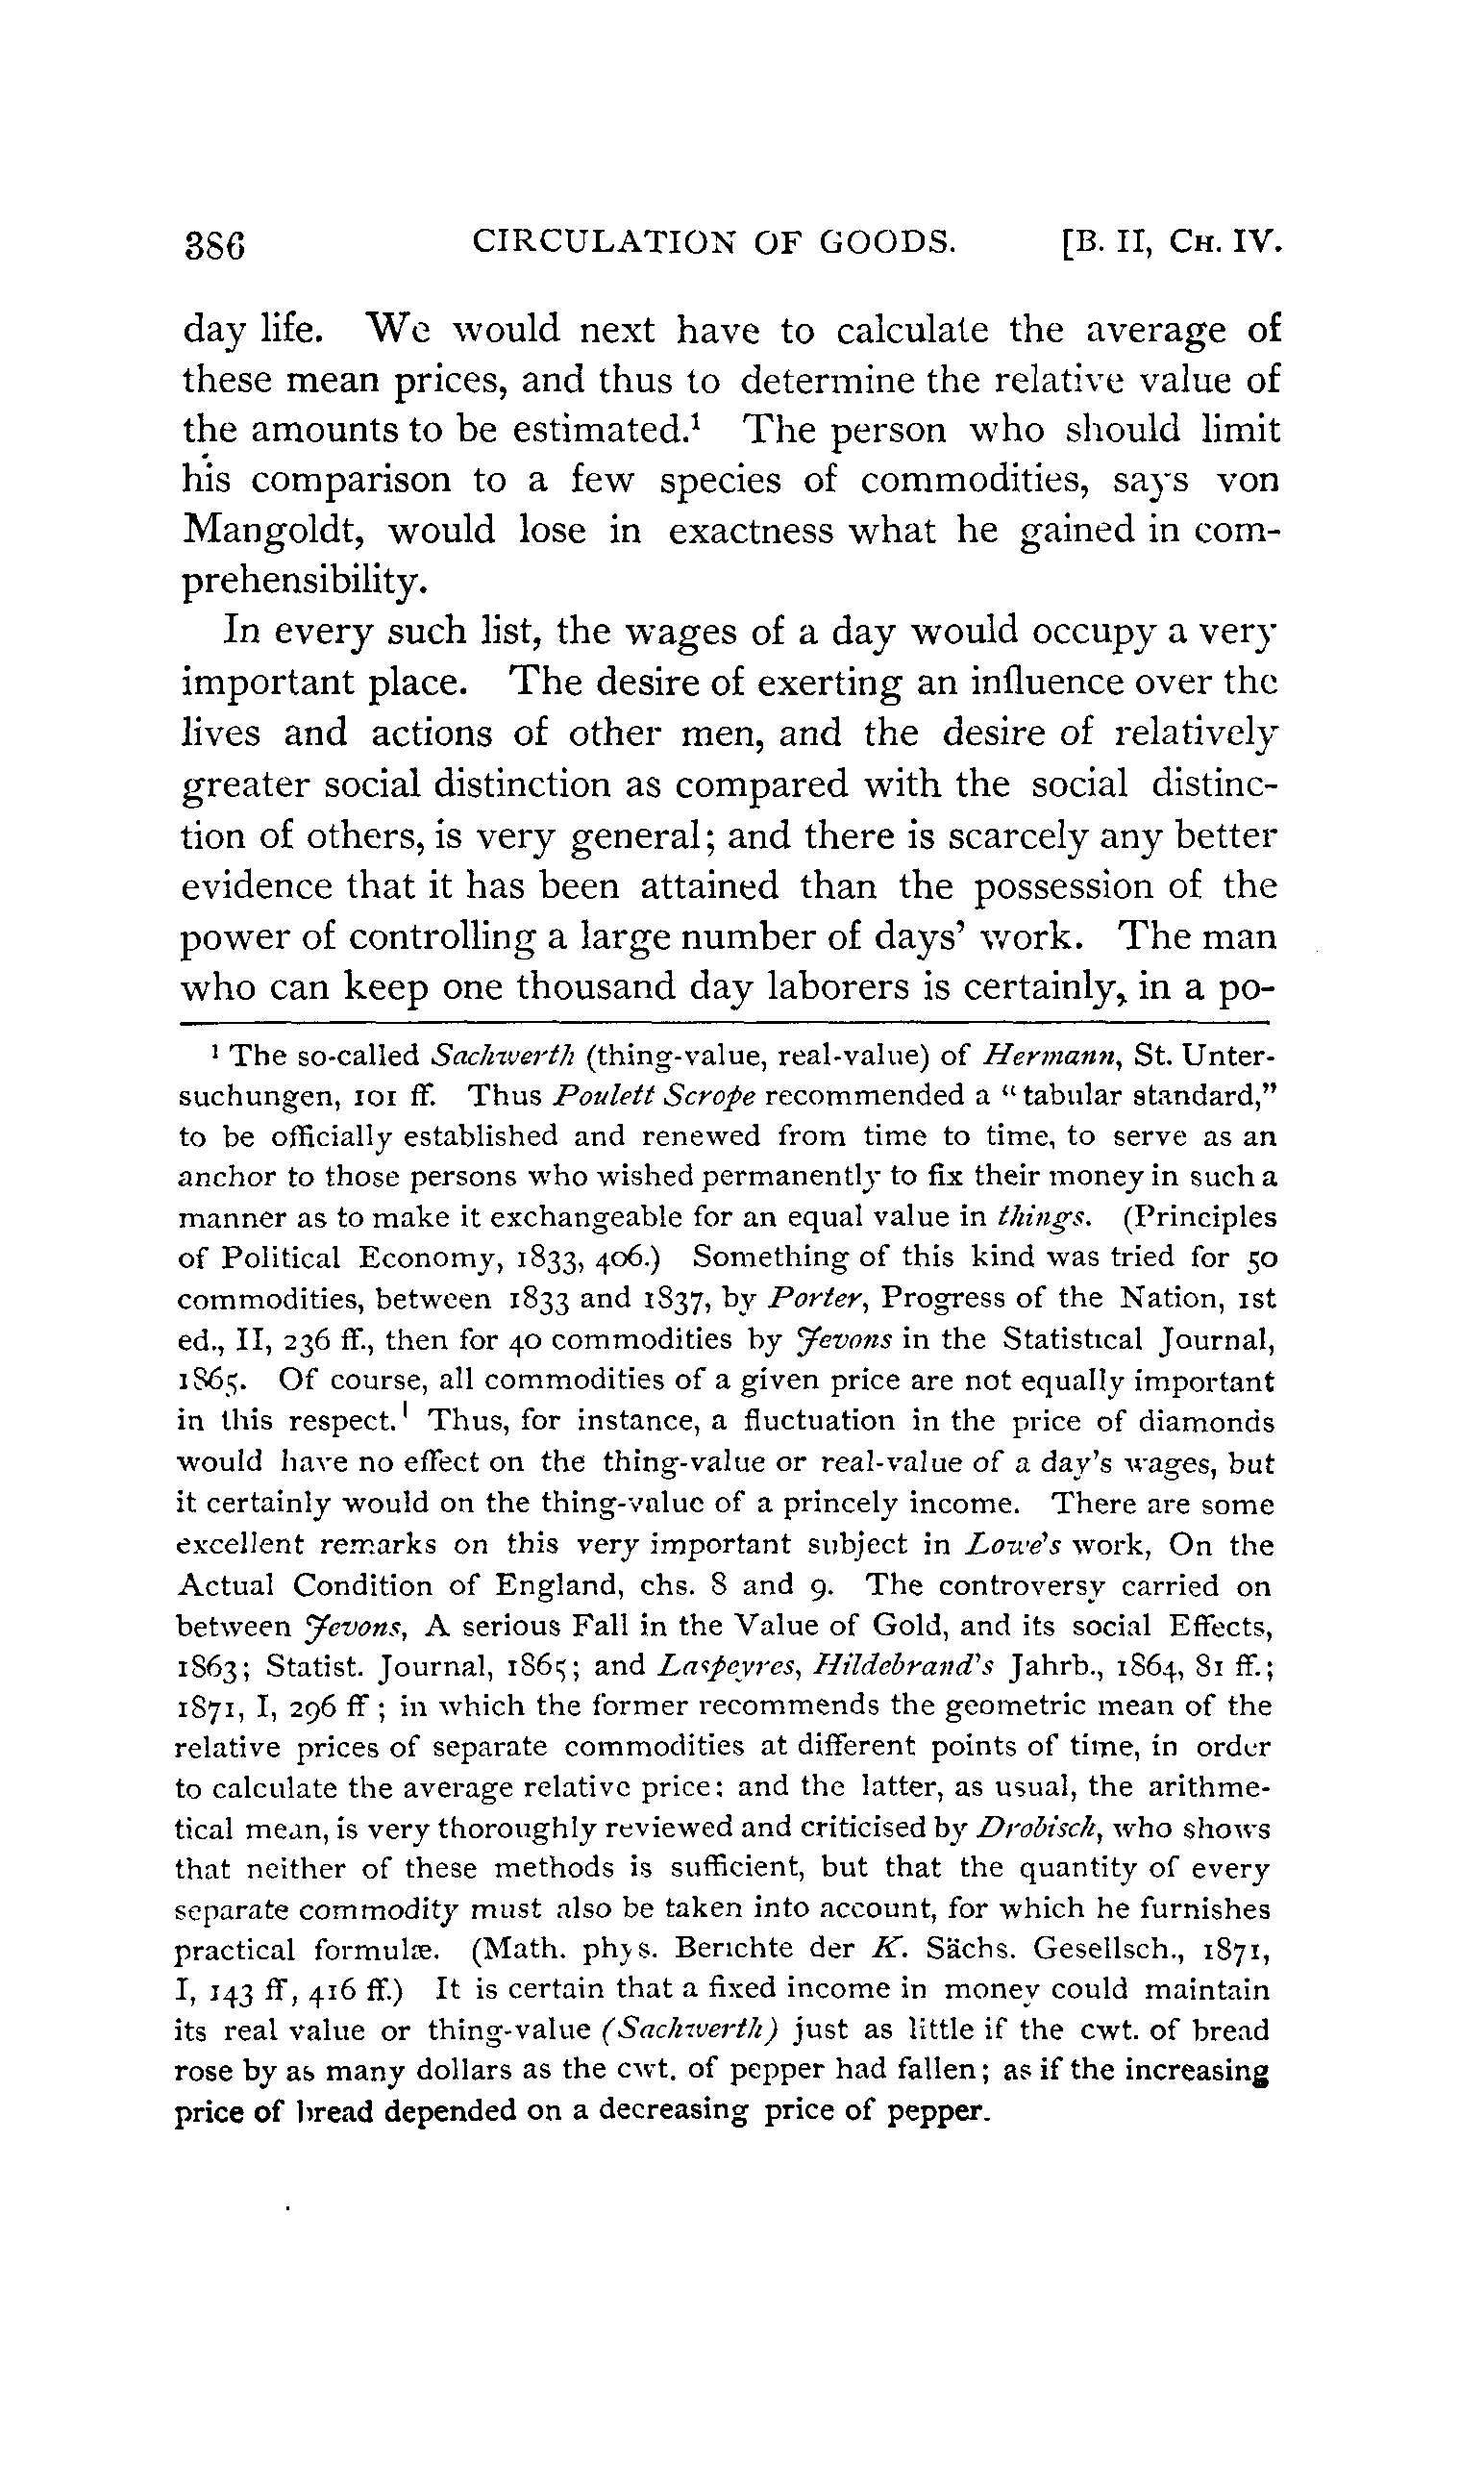 386 CIRCULATION OF GOODS. [B. II, CH. IV.
day life. We would next have to calculate the average of
these mean prices, and thus to determine the relative value of
the amounts to be estimated.¹ The person who should limit
his comparison to a few species of commodities, says von
Mangoldt, would lose in exactness what he gained in com-
prehensibility.
In every such list, the wages of a day would occupy a very
important place. The desire of exerting an influence over the
lives and actions of other men, and the desire of relatively
greater social distinction as compared with the social distinc-
tion of others, is very general; and there is scarcely any better
evidence that it has been attained than the possession of the
power of controlling a large number of days' work. The man
who can keep one thousand day laborers is certainly, in a po-
¹ The so-called Sachwerth (thing-value, real-value) of Hermann, St. Unter-
suchungen, 101 ff. Thus Poulett Scrope recommended a "tabular standard,"
to be officially established and renewed from time to time, to serve as an
anchor to those persons who wished permanently to fix their money in such a
manner as to make it exchangeable for an equal value in things. (Principles
of Political Economy, 1833, 406.) Something of this kind was tried for 50
commodities, between 1833 and 1837, by Porter, Progress of the Nation, 1st
ed., II, 236 ff., then for 40 commodities by Jevons in the Statistical Journal,
1865. Of course, all commodities of a given price are not equally important
in this respect.' Thus, for instance, a fluctuation in the price of diamonds
would have no effect on the thing-value or real-value of a day's wages, but
it certainly would on the thing-value of a princely income. There are some
excellent remarks on this very important subject in Lowe's work, On the
Actual Condition of England, chs. 8 and 9. The controversy carried on
between Jevons, A serious Fall in the Value of Gold, and its social Effects,
1863; Statist. Journal, 1865; and Laspeyres, Hildebrand's Jahrb., 1864, 81 ff.;
1871, I, 296 ff; in which the former recommends the geometric mean of the
relative prices of separate commodities at different points of time, in order
to calculate the average relative price; and the latter, as usual, the arithme-
tical mean, is very thoroughly reviewed and criticised by Drobisch, who shows
that neither of these methods is sufficient, but that the quantity of every
separate commodity must also be taken into account, for which he furnishes
practical formulæ. (Math. phys. Berichte der K. Sächs. Gesellsch., 1871,
I, 143 ff, 416 ff.) It is certain that a fixed income in money could maintain
its real value or thing-value (Sachwerth) just as little if the cwt. of bread
rose by as many dollars as the cwt. of pepper had fallen; as if the increasing
price of bread depended on a decreasing price of pepper.